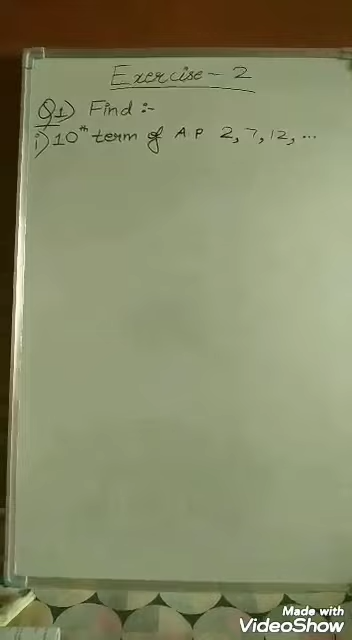 Exercise - 2
Q1) Find :-
i) 10th term of A.P 2, 7, 12, ...
Made with
VideoShow